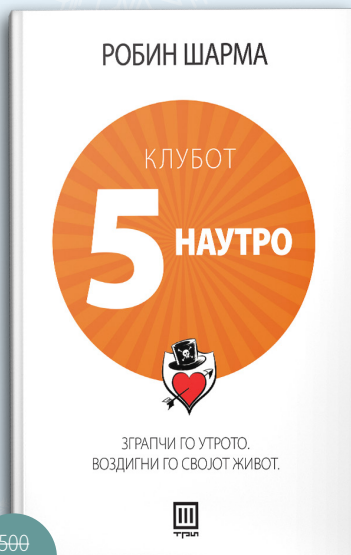 РОБИН ШАРМА
КЛУБОТ
5 НАУТРО
ЗГРАПЧИ ГО УТРОТО.
ВОЗДИГНИ ГО СВОЈОТ ЖИВОТ.
ТРИ
500